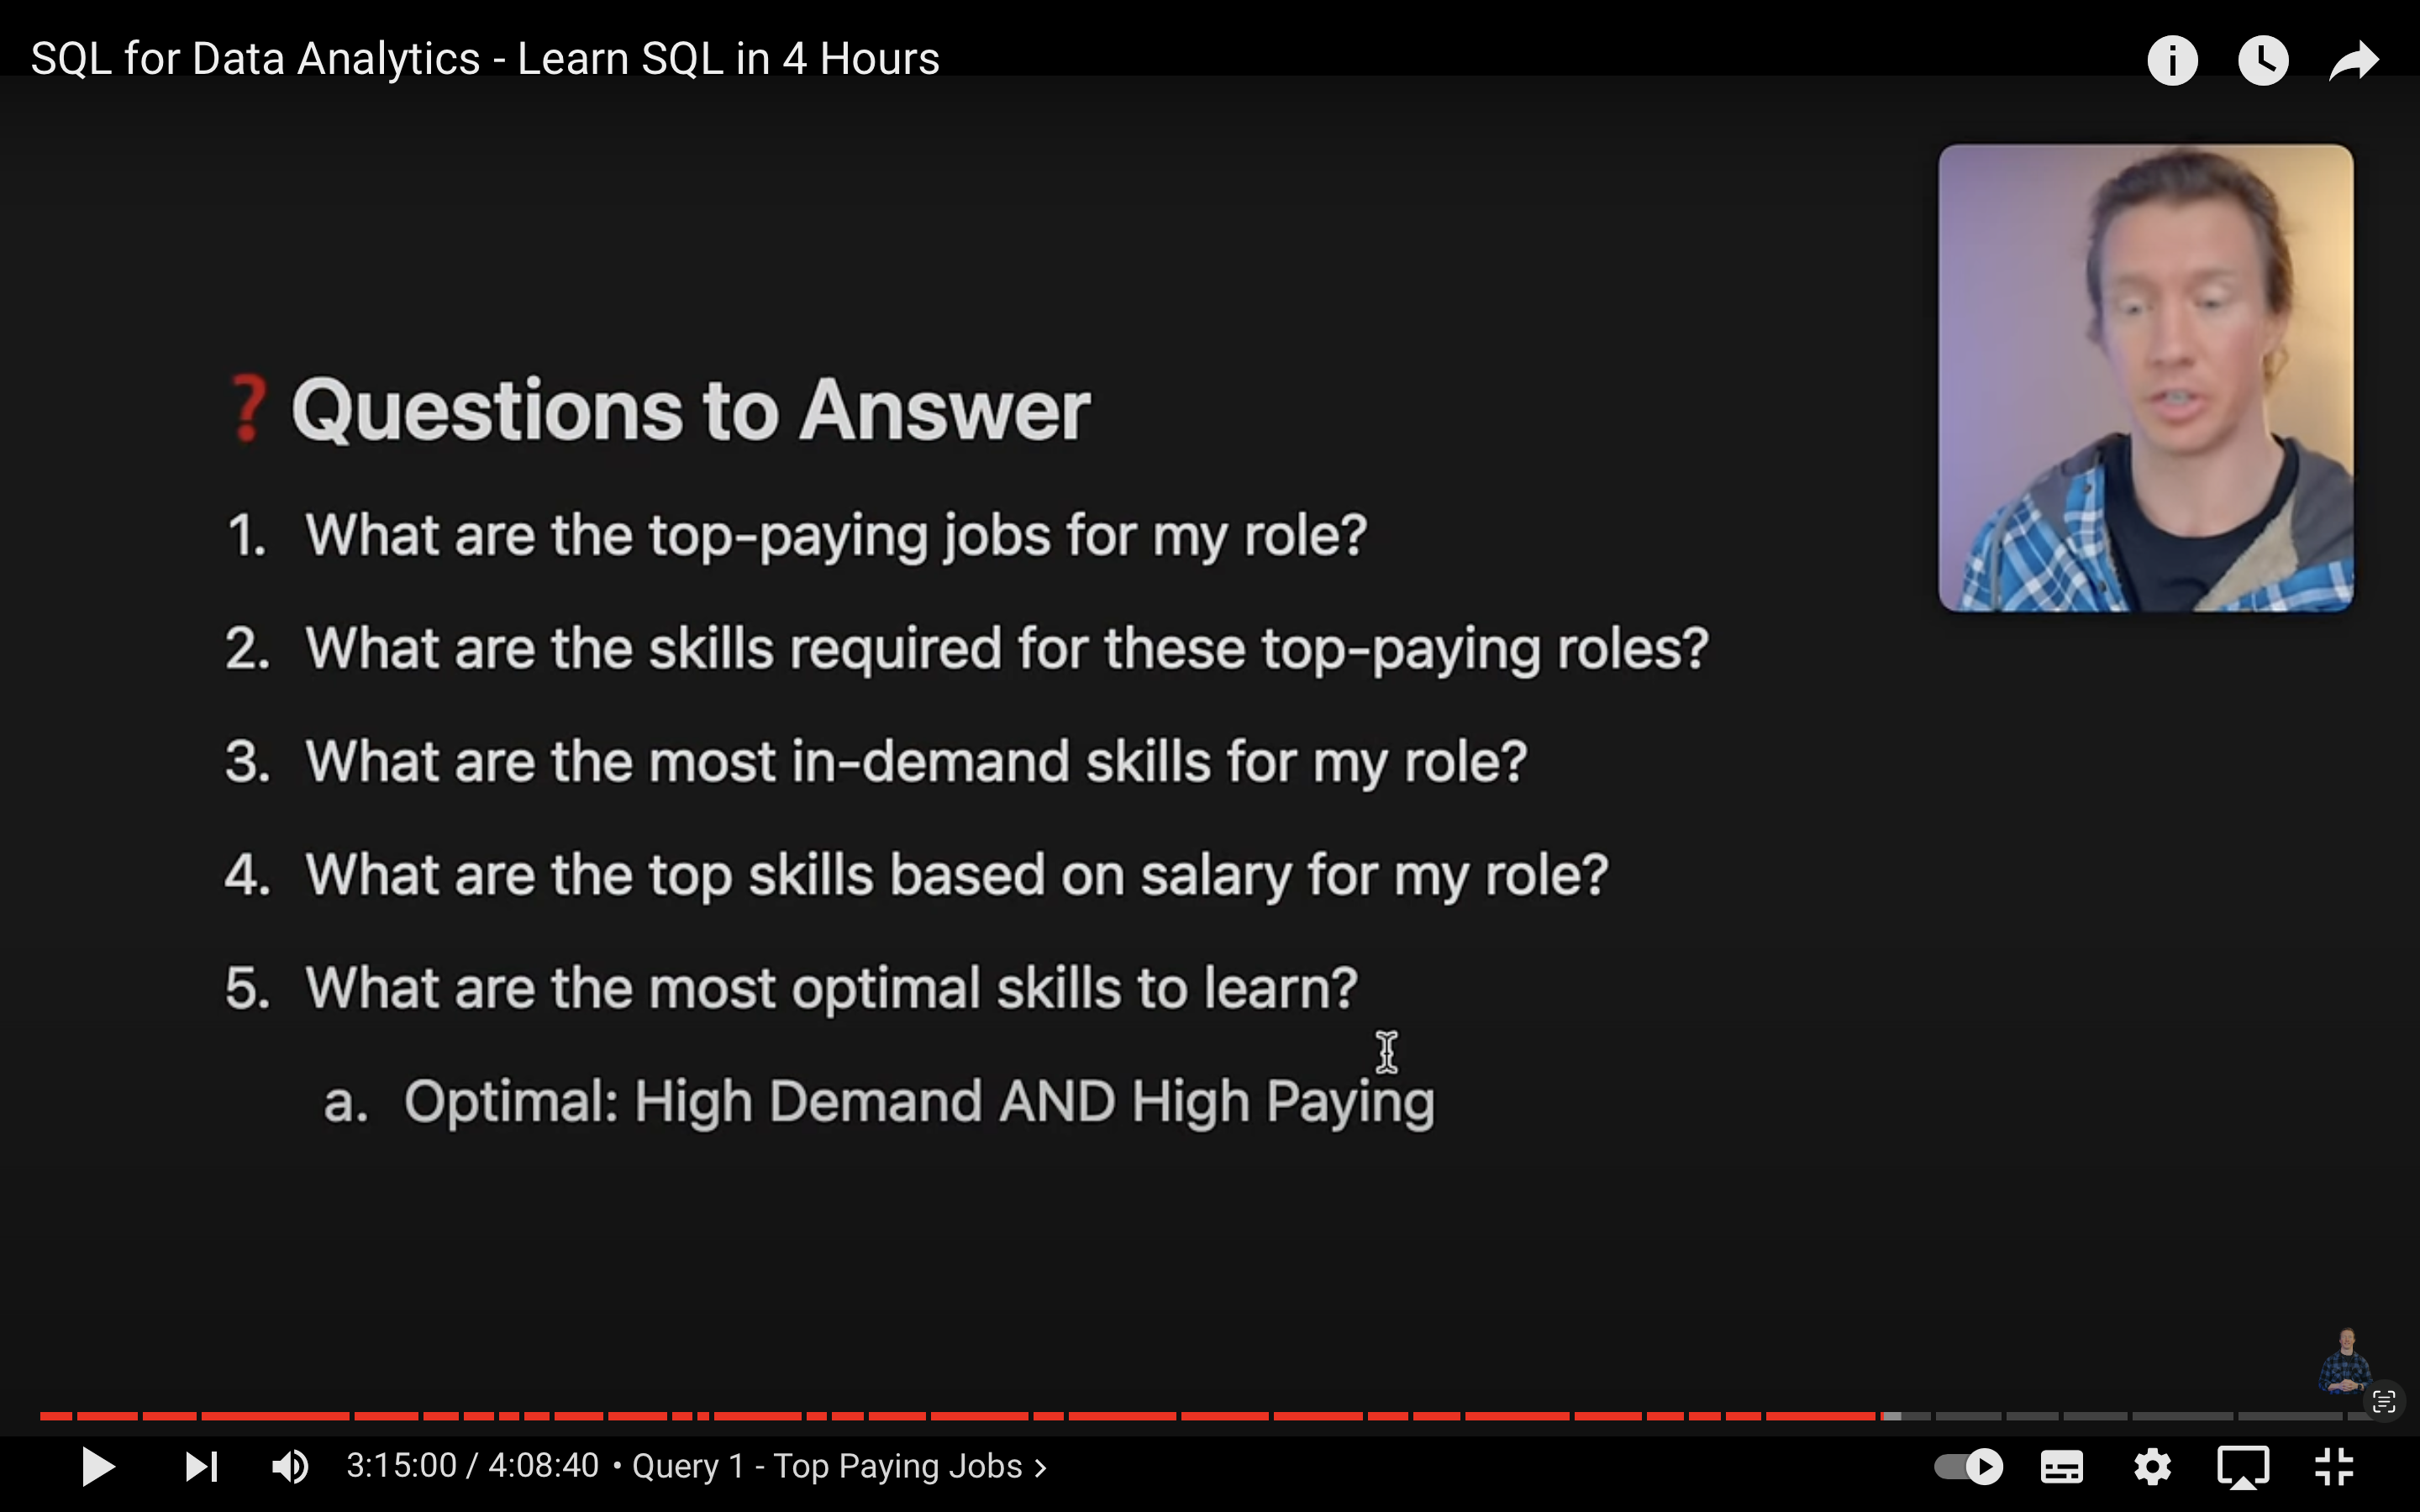 SQL for Data Analytics - Learn SQL in 4 Hours
❓ Questions to Answer
1. What are the top-paying jobs for my role?
2. What are the skills required for these top-paying roles?
3. What are the most in-demand skills for my role?
4. What are the top skills based on salary for my role?
5. What are the most optimal skills to learn?
a. Optimal: High Demand AND High Paying
3:15:00 / 4:08:40 • Query 1 - Top Paying Jobs >